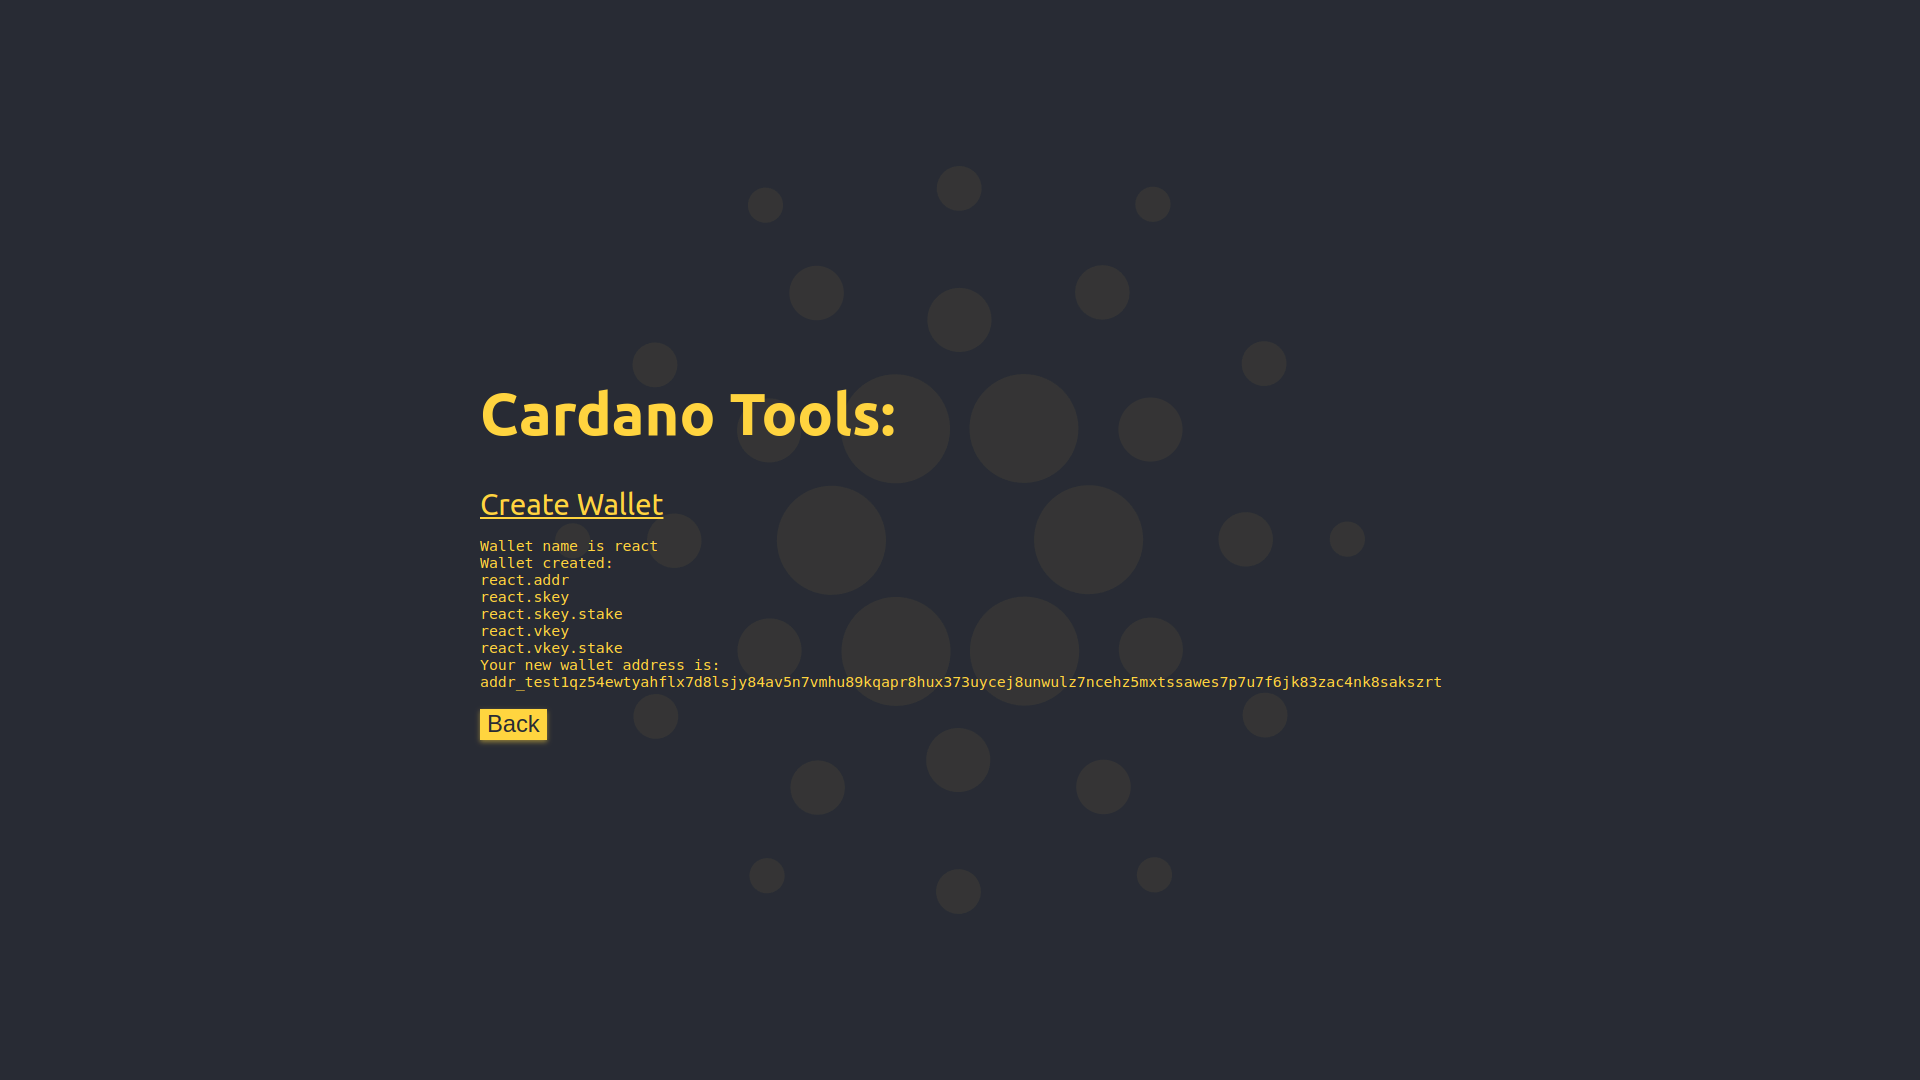 Cardano Tools:
Create Wallet
Wallet name is react
Wallet created:
react.addr
react.skey
react.skey.stake
react.vkey
react.vkey.stake
Your new wallet address is:
addr_test1qz54ewtyahflx7d8lsjy84av5n7vmhu89kqapr8hux373uycej8unwulz7ncehz5mxtssawes7p7u7f6jk83zac4nk8sakszrt
Back